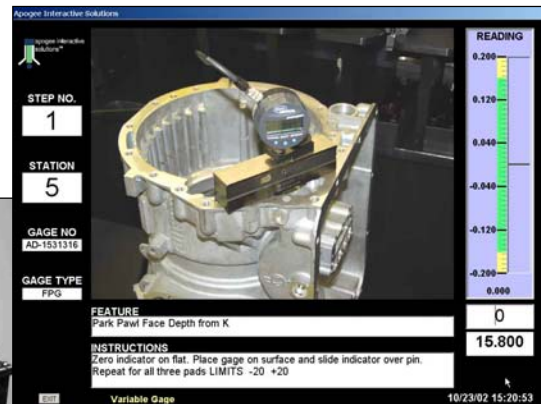 Apogee Interactive Solutions
apogee interactive
solutions™
STEP NO.
1
STATION
5
GAGE NO
AD-1531316
GAGE TYPE
FPG
READING
0.200
0.120
0.040
-0.040
-0.120
-0.200
0.000
0
15.800
FEATURE
Park Pawl Face Depth from K
INSTRUCTIONS
Zero indicator on flat. Place gage on surface and slide indicator over pin.
Repeat for all three pads LIMITS -20 +20
EXIT
Variable Gage
10/23/02 15:20:53